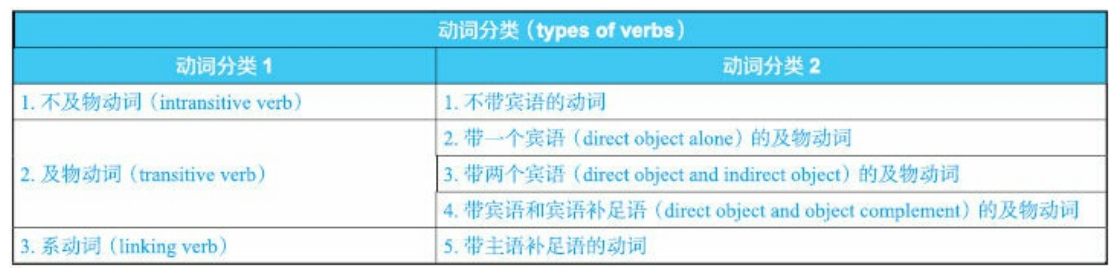 动词分类（types of verbs）
动词分类 1
动词分类 2
1. 不及物动词（intransitive verb）
1. 不带宾语的动词
2. 及物动词（transitive verb）
2. 带一个宾语（direct object alone）的及物动词
3. 带两个宾语（direct object and indirect object）的及物动词
4. 带宾语和宾语补足语（direct object and object complement）的及物动词
3. 系动词（linking verb）
5. 带主语补足语的动词